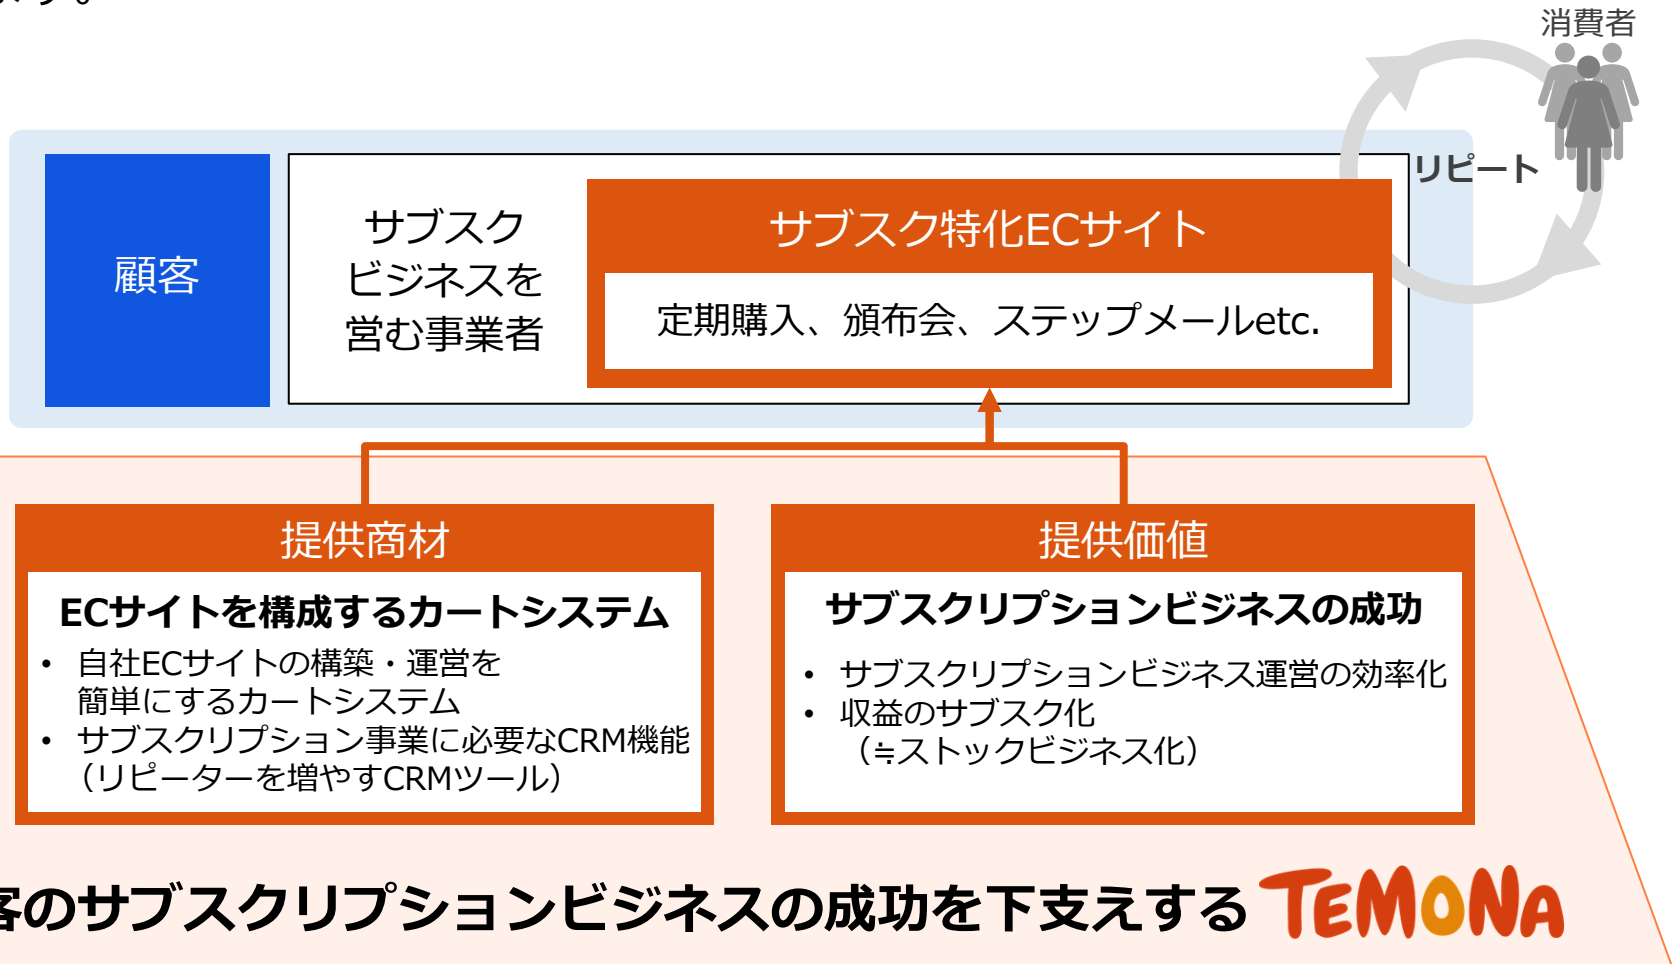 ます。
消費者
リピート
顧客
サブスク
ビジネスを
営む事業者
サブスク特化ECサイト
定期購入、頒布会、ステップメールetc.
提供商材
ECサイトを構成するカートシステム
• 自社ECサイトの構築・運営を
簡単にするカートシステム
• サブスクリプション事業に必要なCRM機能
（リピーターを増やすCRMツール）
提供価値
サブスクリプションビジネスの成功
• サブスクリプションビジネス運営の効率化
• 収益のサブスク化
（≒ストックビジネス化）
客のサブスクリプションビジネスの成功を下支えする TEMONA